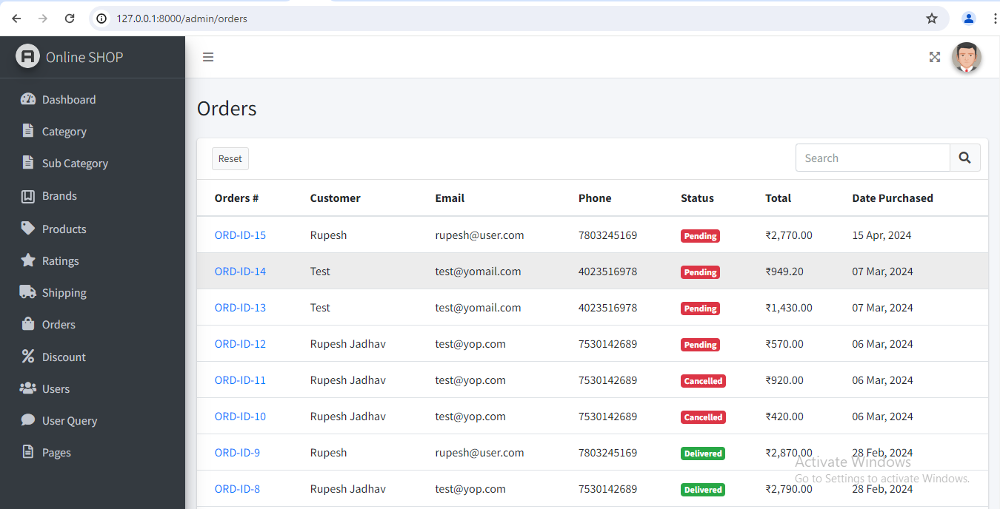 127.0.0.1:8000/admin/orders
Online SHOP
Dashboard
Category
Sub Category
Brands
Products
Ratings
Shipping
Orders
Discount
Users
User Query
Pages
Orders
Reset
Search
Orders # Customer Email Phone Status Total Date Purchased
ORD-ID-15 Rupesh rupesh@user.com 7803245169 Pending ₹2,770.00 15 Apr, 2024
ORD-ID-14 Test test@yomail.com 4023516978 Pending ₹949.20 07 Mar, 2024
ORD-ID-13 Test test@yomail.com 4023516978 Pending ₹1,430.00 07 Mar, 2024
ORD-ID-12 Rupesh Jadhav test@yop.com 7530142689 Pending ₹570.00 06 Mar, 2024
ORD-ID-11 Rupesh Jadhav test@yop.com 7530142689 Cancelled ₹920.00 06 Mar, 2024
ORD-ID-10 Rupesh Jadhav test@yop.com 7530142689 Cancelled ₹420.00 06 Mar, 2024
ORD-ID-9 Rupesh rupesh@user.com 7803245169 Delivered ₹2,870.00 28 Feb, 2024
ORD-ID-8 Rupesh Jadhav test@yop.com 7530142689 Delivered ₹2,790.00 28 Feb, 2024
Activate Windows
Go to Settings to activate Windows.